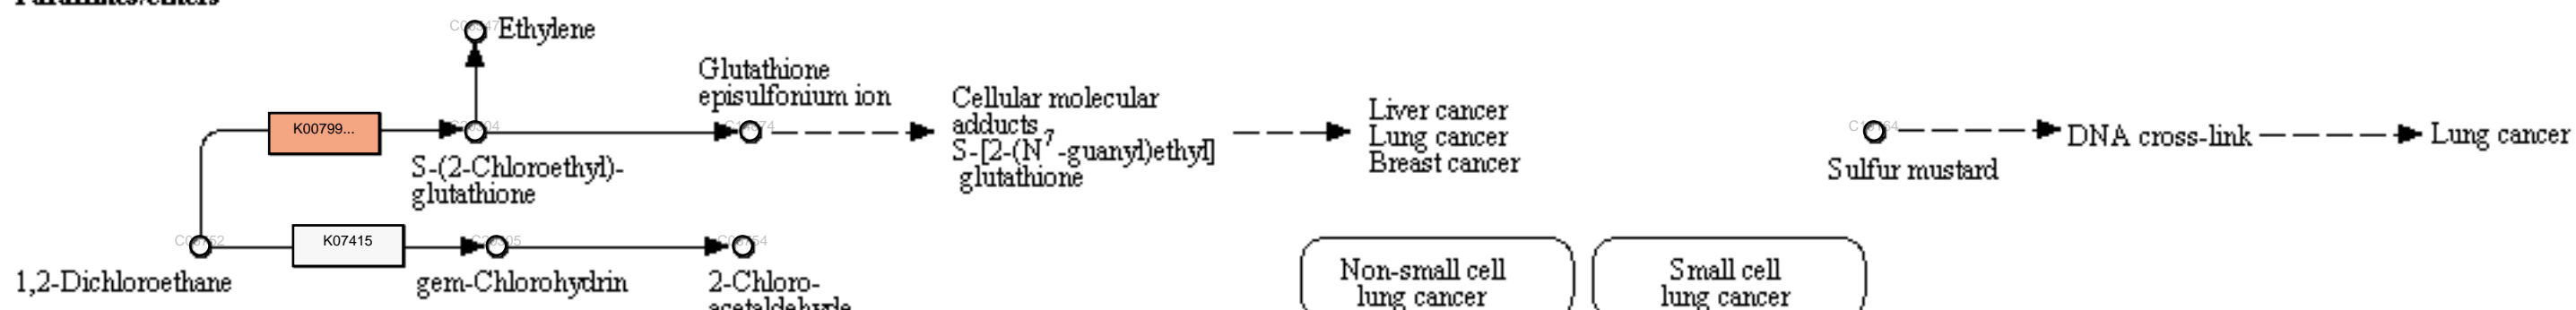 Ethylene
Glutathione
episulfonium ion
Cellular molecular
adducts
S-[2-(N7-guanyl)ethyl]
glutathione
Liver cancer
Lung cancer
Breast cancer
K00799...
S-(2-Chloroethyl)-
glutathione
Sulfur mustard
DNA cross-link
Lung cancer
K07415
1,2-Dichloroethane
gem-Chlorohydrin
2-Chloro-
acetaldehyde
Non-small cell
lung cancer
Small cell
lung cancer